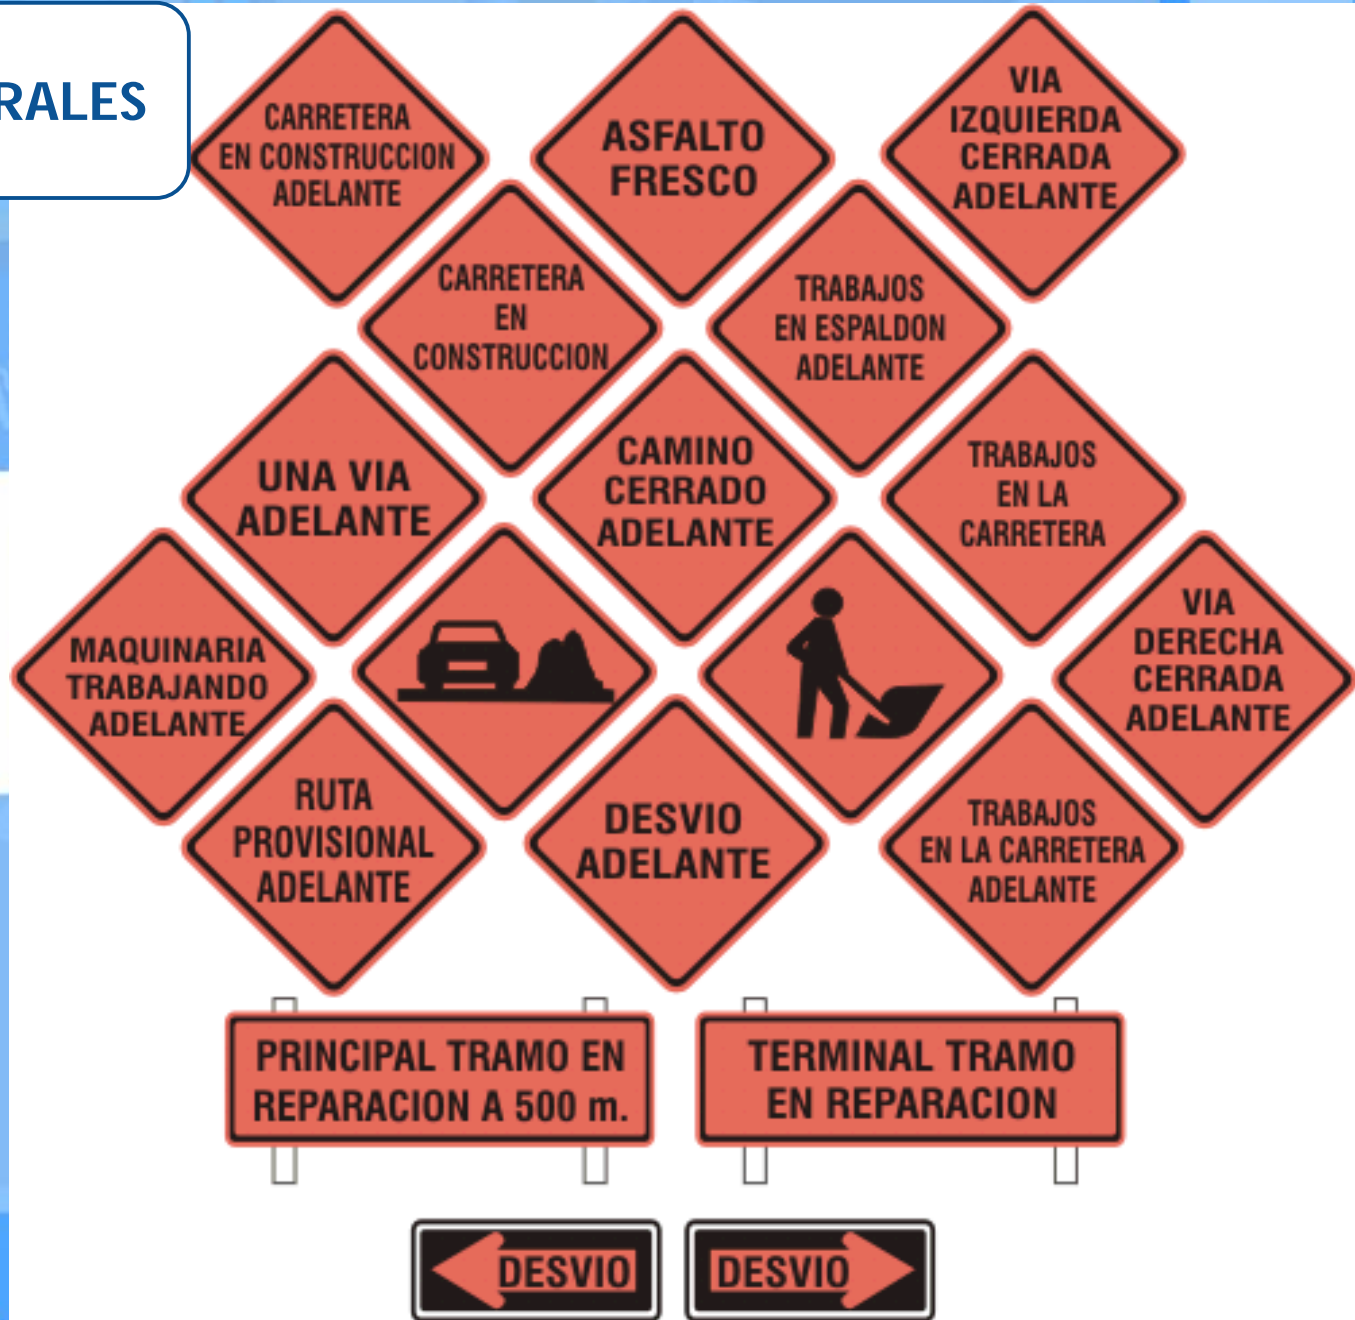 RALES
CARRETERA
EN CONSTRUCCION
ADELANTE
ASFALTO
FRESCO
VIA
IZQUIERDA
CERRADA
ADELANTE
CARRETERA
EN
CONSTRUCCION
TRABAJOS
EN ESPALDON
ADELANTE
UNA VIA
ADELANTE
CAMINO
CERRADO
ADELANTE
TRABAJOS
EN LA
CARRETERA
MAQUINARIA
TRABAJANDO
ADELANTE
VIA
DERECHA
CERRADA
ADELANTE
RUTA
PROVISIONAL
ADELANTE
DESVIO
ADELANTE
TRABAJOS
EN LA CARRETERA
ADELANTE
PRINCIPAL TRAMO EN
REPARACION A 500 m.
TERMINAL TRAMO
EN REPARACION
DESVIO
DESVIO